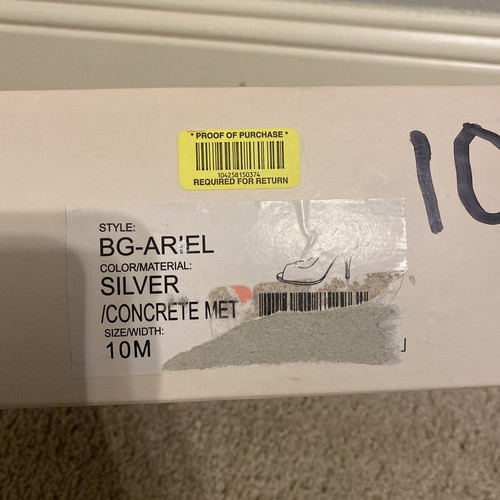 * PROOF OF PURCHASE *
104258150374
REQUIRED FOR RETURN
10
STYLE:
BG-ARIEL
COLOR/MATERIAL:
SILVER
/CONCRETE MET
SIZE/WIDTH:
10M